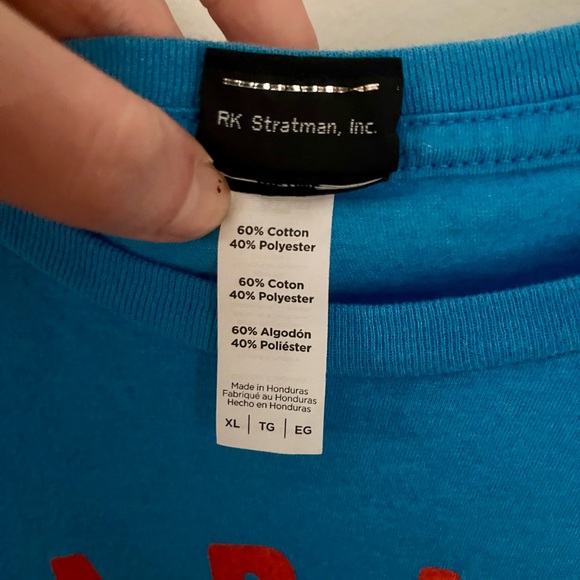 RK Stratman, Inc.
60% Cotton
40% Polyester
60% Coton
40% Polyester
60% Algodón
40% Poliéster
Made in Honduras
Fabriqué au Honduras
Hecho en Honduras
XL | TG | EG